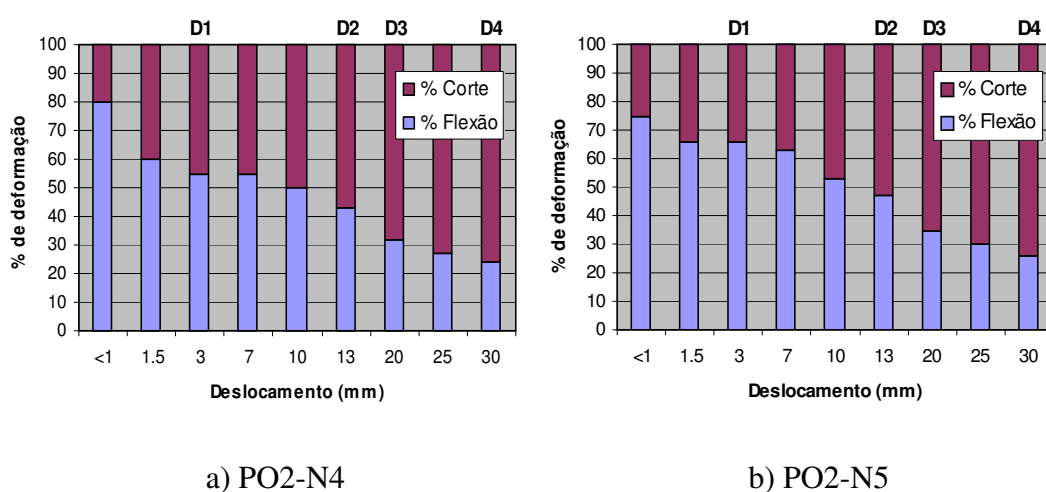 D1 D2 D3 D4
100
90
80
70
60
50
40
30
20
10
0
% de deformação
% Corte
% Flexão
<1 1.5 3 7 10 13 20 25 30
Deslocamento (mm)
a) PO2-N4
D1 D2 D3 D4
100
90
80
70
60
50
40
30
20
10
0
% de deformação
% Corte
% Flexão
<1 1.5 3 7 10 13 20 25 30
Deslocamento (mm)
b) PO2-N5